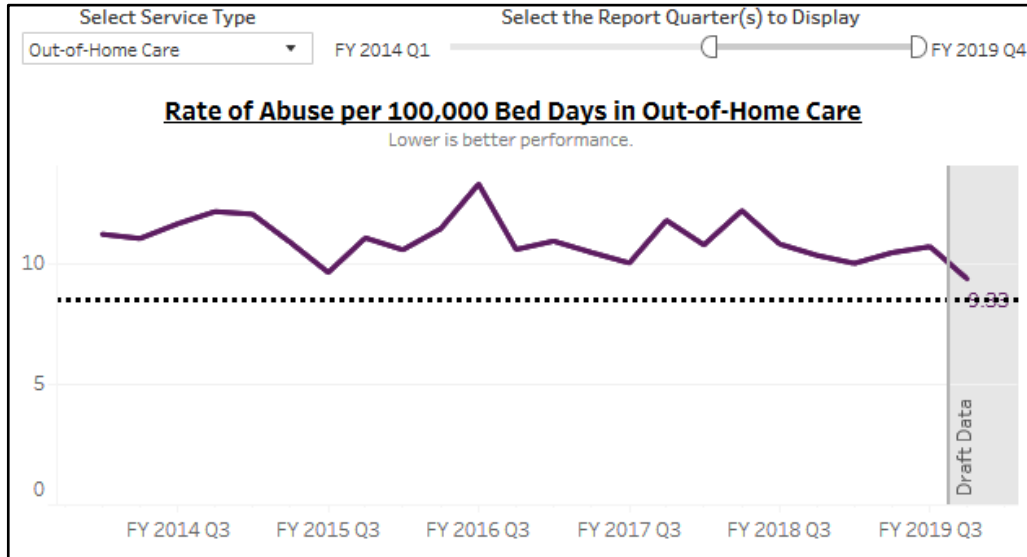 Select Service Type
Select the Report Quarter(s) to Display
Out-of-Home Care
FY 2014 Q1
FY 2019 Q4
Rate of Abuse per 100,000 Bed Days in Out-of-Home Care
Lower is better performance.
10
9.33
5
Draft Data
0
FY 2014 Q3
FY 2015 Q3
FY 2016 Q3
FY 2017 Q3
FY 2018 Q3
FY 2019 Q3